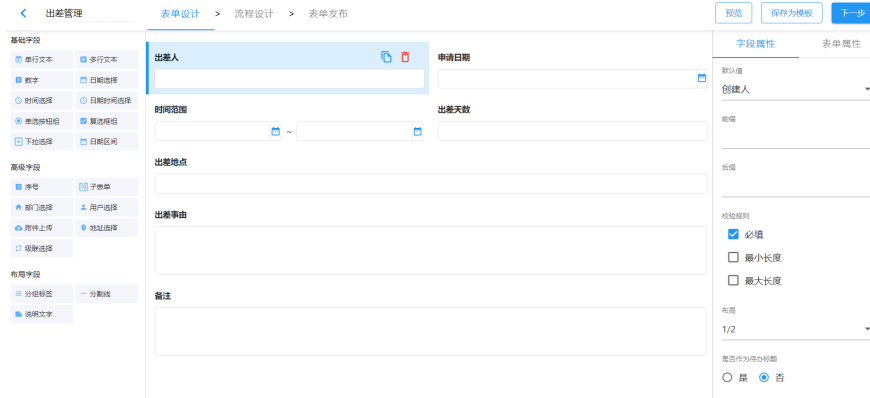 出差管理
表单设计 > 流程设计 > 表单发布
预览 保存为模板 下一步
基础字段
单行文本 多行文本
数字 日期选择
时间选择 日期时间选择
单选按钮组 复选框组
下拉选择 日期区间
高级字段
序号 子表单
部门选择 用户选择
附件上传 地址选择
级联选择
布局字段
分组标签 分割线
说明文字
出差人 申请日期
时间范围 出差天数
~
出差地点
出差事由
备注
字段属性 表单属性
默认值
创建人
前缀
后缀
校验规则
必填
最小长度
最大长度
布局
1/2
是否作为待办标题
是 否